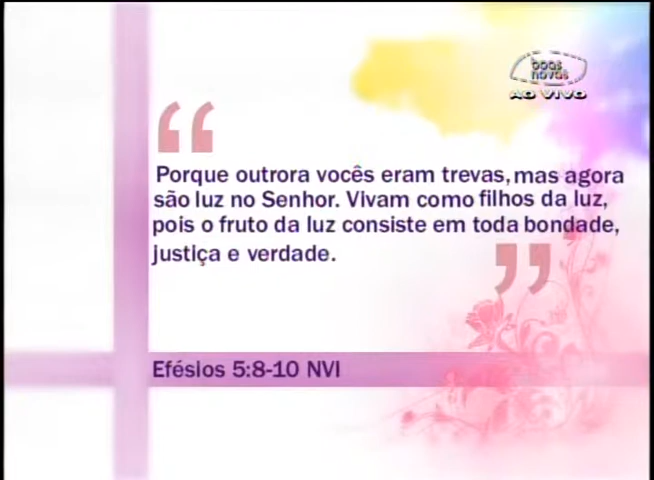 boas
novas
AO VIVO
“
Porque outrora vocês eram trevas, mas agora
são luz no Senhor. Vivam como filhos da luz,
pois o fruto da luz consiste em toda bondade,
justiça e verdade.
”
Efésios 5:8-10 NVI